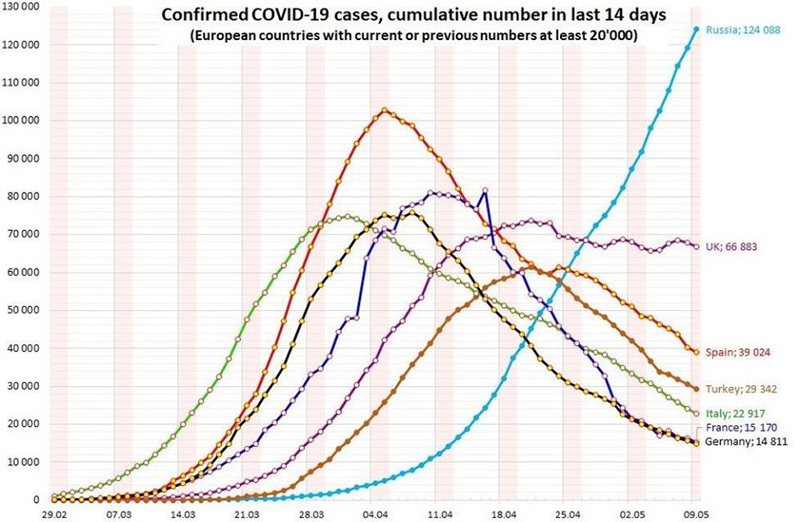 Confirmed COVID-19 cases, cumulative number in last 14 days
(European countries with current or previous numbers at least 20'000)
130 000
120 000
110 000
100 000
90 000
80 000
70 000
60 000
50 000
40 000
30 000
20 000
10 000
0
Russia; 124 088
UK; 66 883
Spain; 39 024
Turkey; 29 342
Italy; 22 917
France; 15 170
Germany; 14 811
29.02 07.03 14.03 21.03 28.03 04.04 11.04 18.04 25.04 02.05 09.05